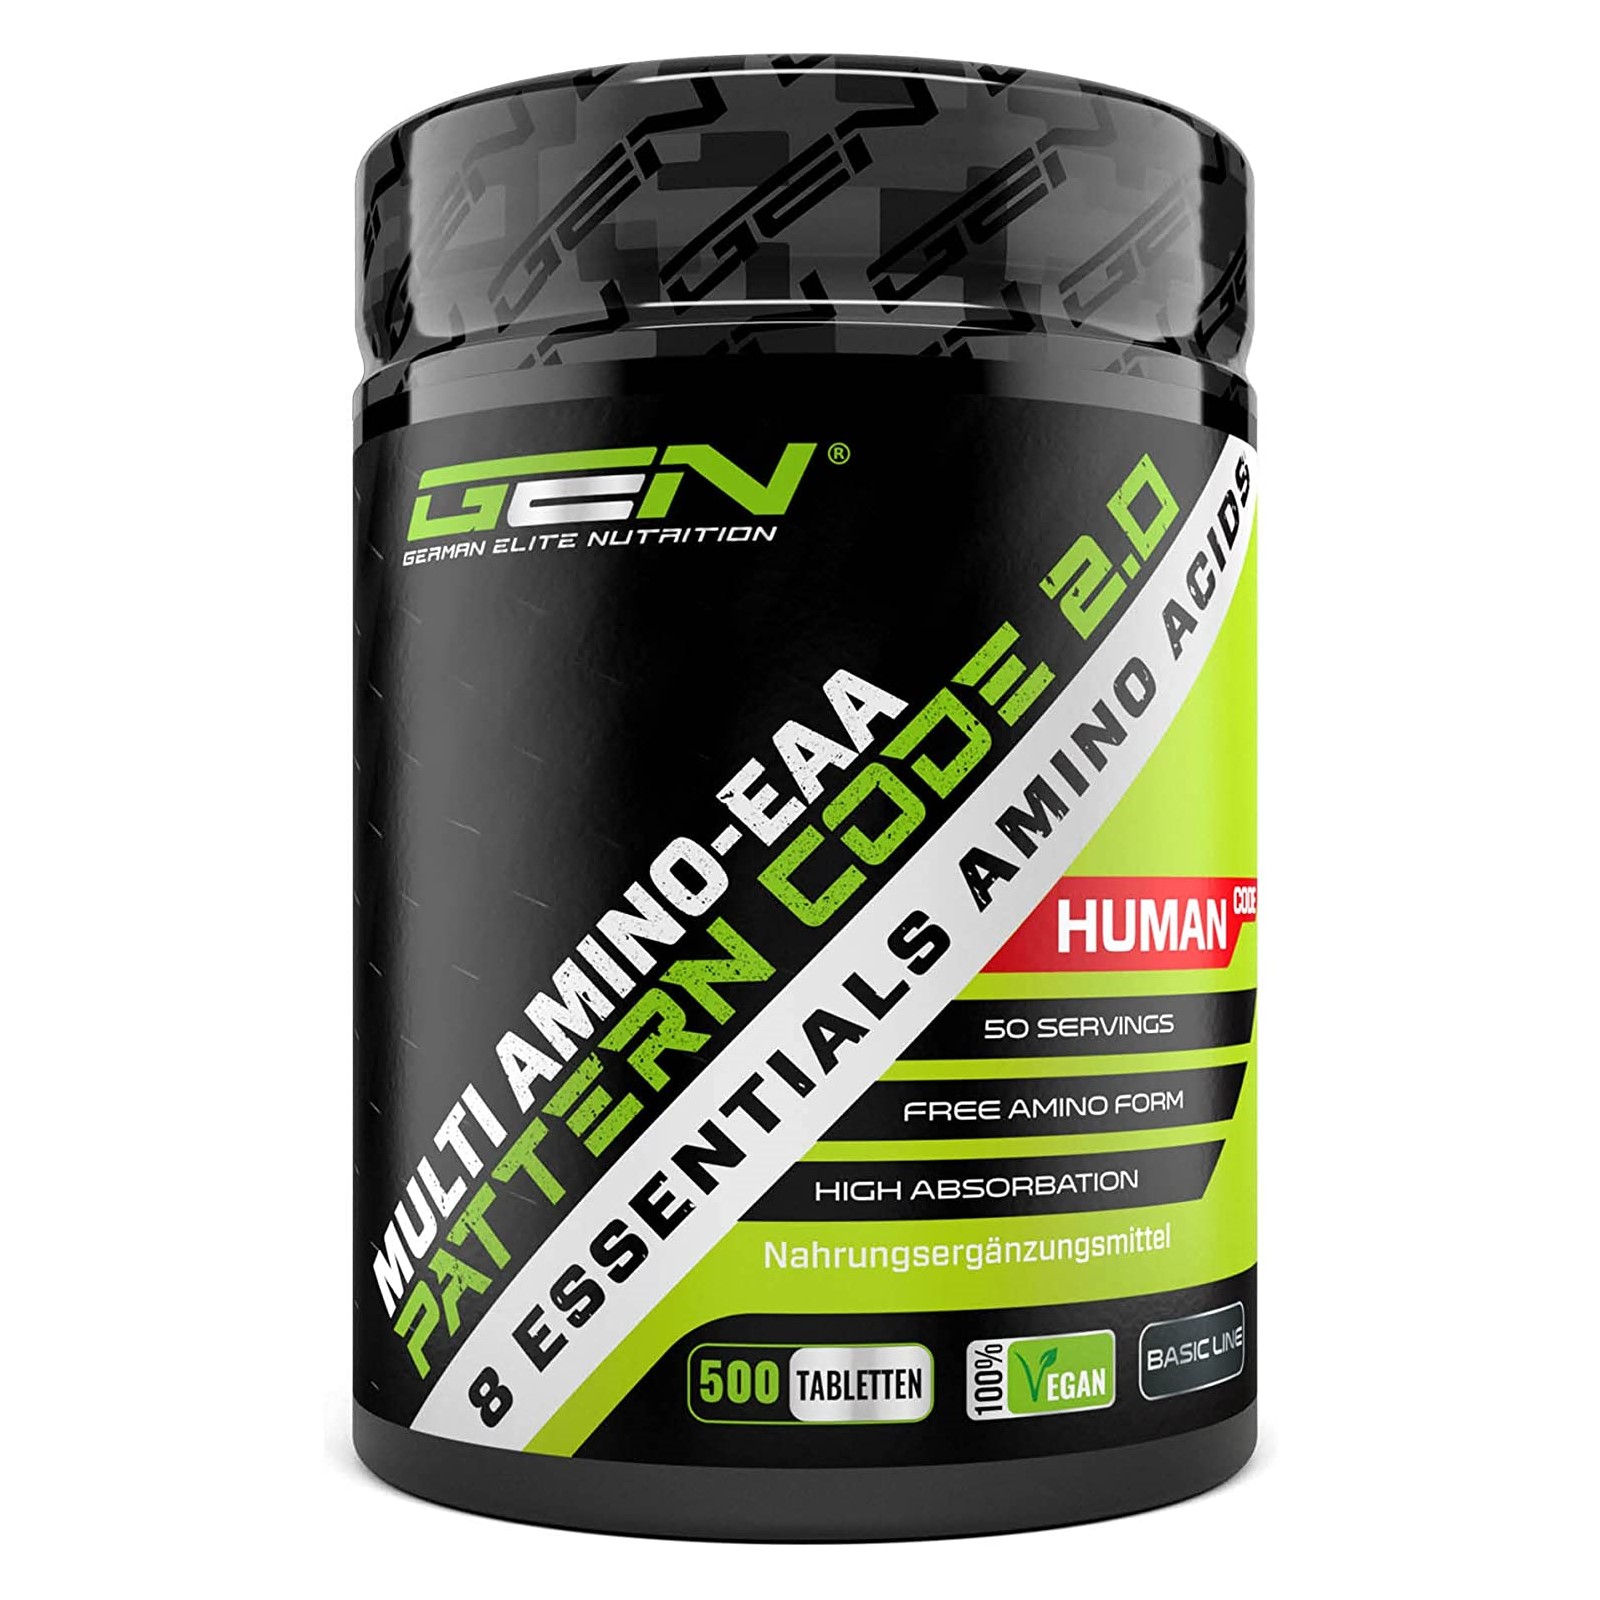 GEN®
GERMAN ELITE NUTRITION
MULTI AMINO-EAA
PATTERN CODE 2.0
8 ESSENTIALS AMINO ACIDS
HUMAN CODE
50 SERVINGS
FREE AMINO FORM
HIGH ABSORBATION
Nahrungsergänzungsmittel
500 TABLETTEN
100% VEGAN
BASIC LINE